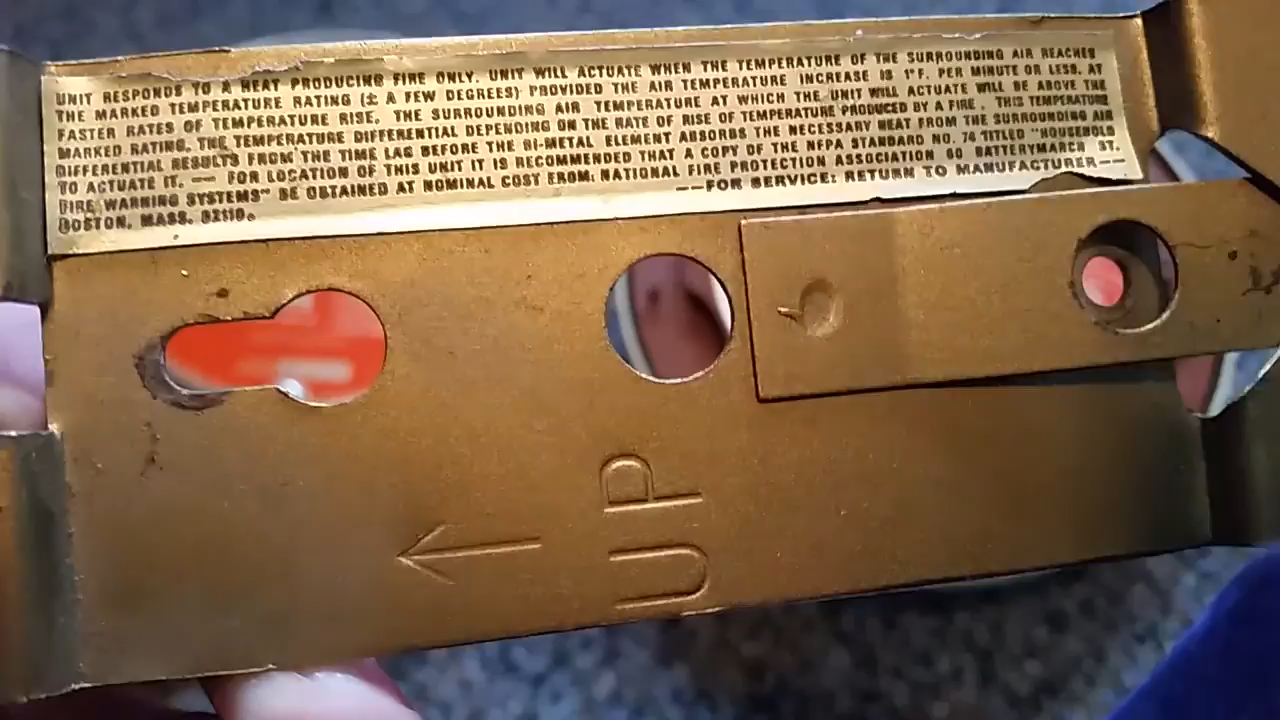 UNIT RESPONDS TO A HEAT PRODUCING FIRE ONLY. UNIT WILL ACTUATE WHEN THE TEMPERATURE OF THE SURROUNDING AIR REACHES
THE MARKED TEMPERATURE RATING (± A FEW DEGREES) PROVIDED THE AIR TEMPERATURE INCREASE IS 1°F. PER MINUTE OR LESS. AT
FASTER RATES OF TEMPERATURE RISE, THE SURROUNDING AIR TEMPERATURE AT WHICH THE UNIT WILL ACTUATE WILL BE ABOVE THE
MARKED RATING. THE TEMPERATURE DIFFERENTIAL DEPENDING ON THE RATE OF RISE OF TEMPERATURE PRODUCED BY A FIRE. THIS TEMPERATURE
DIFFERENTIAL RESULTS FROM THE TIME LAG BEFORE THE BI-METAL ELEMENT ABSORBS THE NECESSARY HEAT FROM THE SURROUNDING AIR
TO ACTUATE IT. — FOR LOCATION OF THIS UNIT IT IS RECOMMENDED THAT A COPY OF THE NFPA STANDARD NO. 74 TITLED "HOUSEHOLD
FIRE WARNING SYSTEMS" BE OBTAINED AT NOMINAL COST FROM: NATIONAL FIRE PROTECTION ASSOCIATION 60 BATTERYMARCH ST.
BOSTON, MASS. 02110. ——FOR SERVICE: RETURN TO MANUFACTURER——
UP